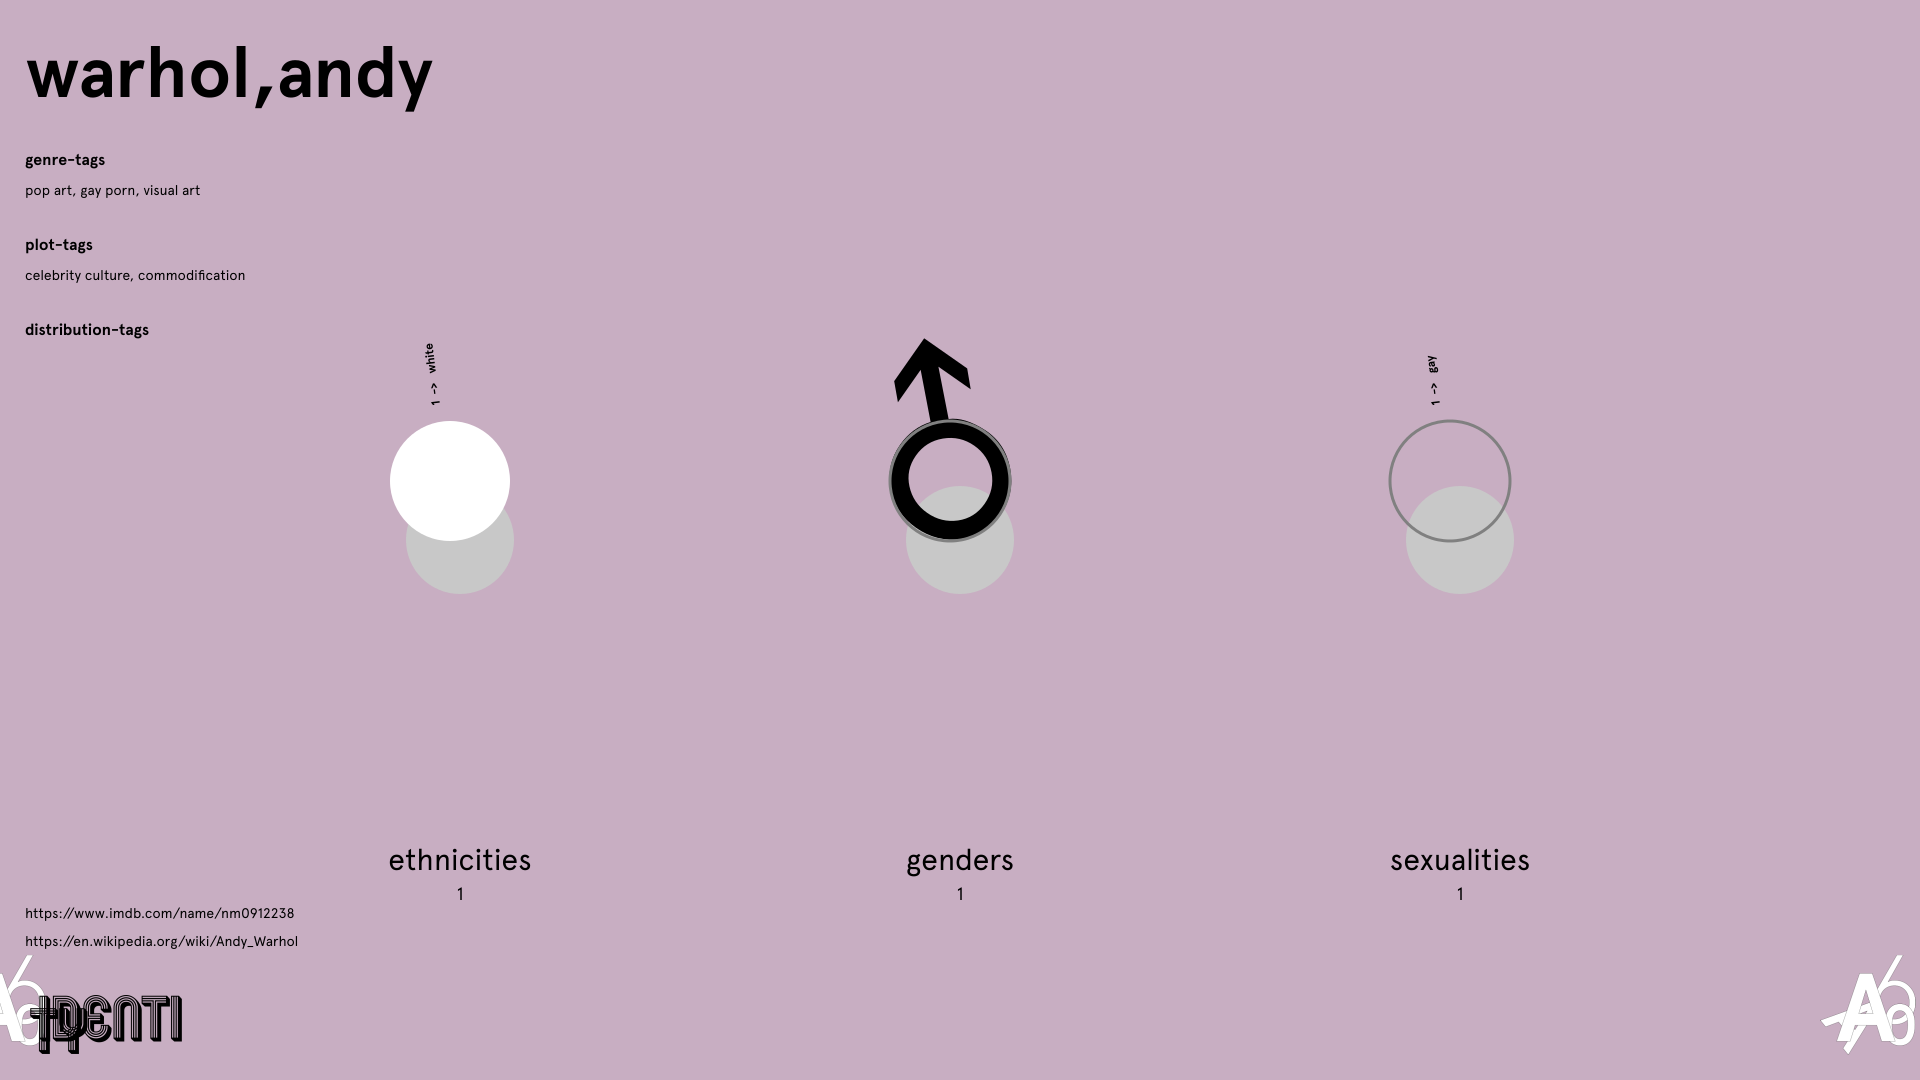 warhol,andy
genre-tags
pop art, gay porn, visual art
plot-tags
celebrity culture, commodification
distribution-tags
1 -> white
1 -> gay
ethnicities
1
genders
1
sexualities
1
https://www.imdb.com/name/nm0912238
https://en.wikipedia.org/wiki/Andy_Warhol
IDENTI